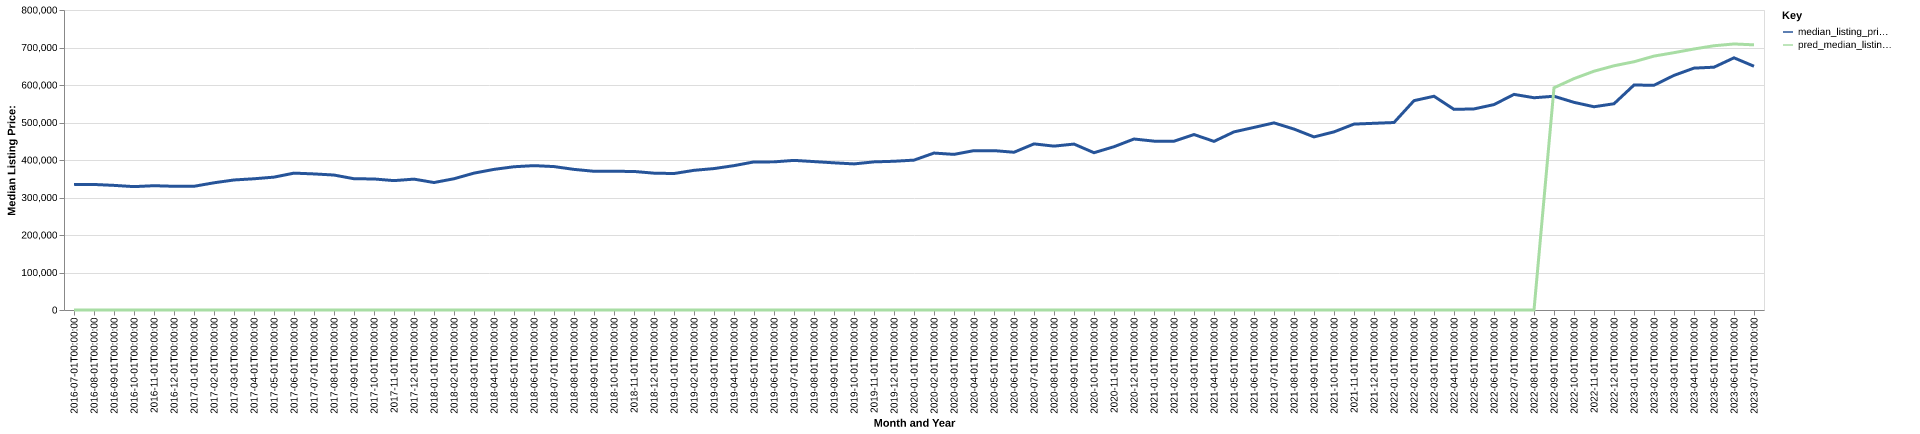 800,000
700,000
600,000
500,000
400,000
300,000
200,000
100,000
0
Median Listing Price:
2016-07-01T00:00:00
2016-08-01T00:00:00
2016-09-01T00:00:00
2016-10-01T00:00:00
2016-11-01T00:00:00
2016-12-01T00:00:00
2017-01-01T00:00:00
2017-02-01T00:00:00
2017-03-01T00:00:00
2017-04-01T00:00:00
2017-05-01T00:00:00
2017-06-01T00:00:00
2017-07-01T00:00:00
2017-08-01T00:00:00
2017-09-01T00:00:00
2017-10-01T00:00:00
2017-11-01T00:00:00
2017-12-01T00:00:00
2018-01-01T00:00:00
2018-02-01T00:00:00
2018-03-01T00:00:00
2018-04-01T00:00:00
2018-05-01T00:00:00
2018-06-01T00:00:00
2018-07-01T00:00:00
2018-08-01T00:00:00
2018-09-01T00:00:00
2018-10-01T00:00:00
2018-11-01T00:00:00
2018-12-01T00:00:00
2019-01-01T00:00:00
2019-02-01T00:00:00
2019-03-01T00:00:00
2019-04-01T00:00:00
2019-05-01T00:00:00
2019-06-01T00:00:00
2019-07-01T00:00:00
2019-08-01T00:00:00
2019-09-01T00:00:00
2019-10-01T00:00:00
2019-11-01T00:00:00
2019-12-01T00:00:00
2020-01-01T00:00:00
2020-02-01T00:00:00
2020-03-01T00:00:00
2020-04-01T00:00:00
2020-05-01T00:00:00
2020-06-01T00:00:00
2020-07-01T00:00:00
2020-08-01T00:00:00
2020-09-01T00:00:00
2020-10-01T00:00:00
2020-11-01T00:00:00
2020-12-01T00:00:00
2021-01-01T00:00:00
2021-02-01T00:00:00
2021-03-01T00:00:00
2021-04-01T00:00:00
2021-05-01T00:00:00
2021-06-01T00:00:00
2021-07-01T00:00:00
2021-08-01T00:00:00
2021-09-01T00:00:00
2021-10-01T00:00:00
2021-11-01T00:00:00
2021-12-01T00:00:00
2022-01-01T00:00:00
2022-02-01T00:00:00
2022-03-01T00:00:00
2022-04-01T00:00:00
2022-05-01T00:00:00
2022-06-01T00:00:00
2022-07-01T00:00:00
2022-08-01T00:00:00
2022-09-01T00:00:00
2022-10-01T00:00:00
2022-11-01T00:00:00
2022-12-01T00:00:00
2023-01-01T00:00:00
2023-02-01T00:00:00
2023-03-01T00:00:00
2023-04-01T00:00:00
2023-05-01T00:00:00
2023-06-01T00:00:00
2023-07-01T00:00:00
Month and Year
Key
median_listing_pri…
pred_median_listin…